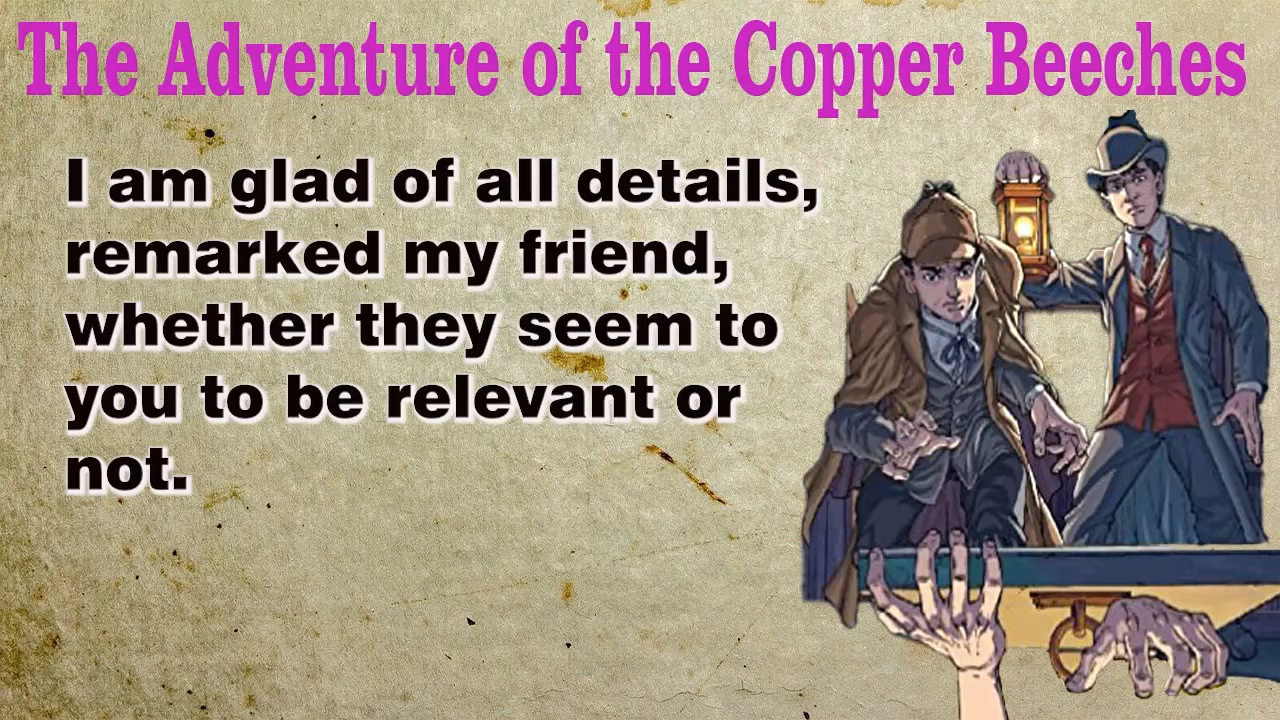 The Adventure of the Copper Beeches
I am glad of all details,
remarked my friend,
whether they seem to
you to be relevant or
not.